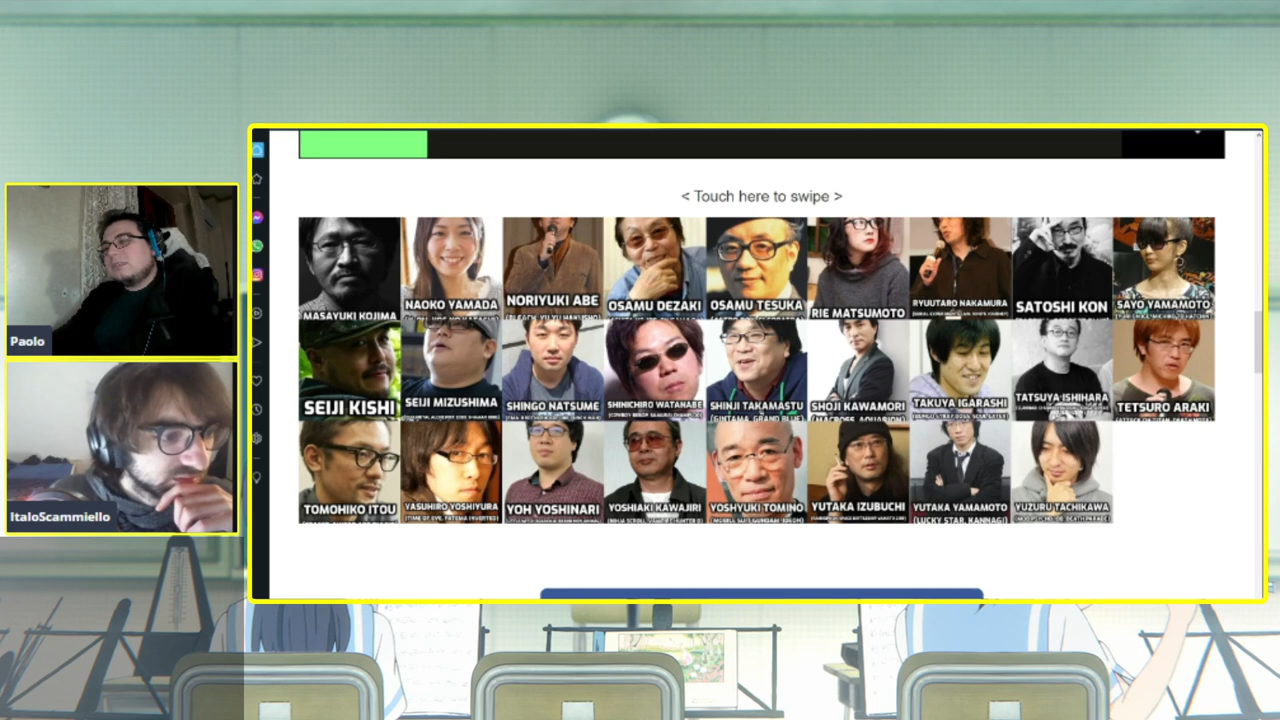 < Touch here to swipe >
MASAYUKI KOJIMA
NAOKO YAMADA
NORIYUKI ABE
OSAMU DEZAKI
OSAMU TESUKA
RIE MATSUMOTO
RYUUTARO NAKAMURA
SATOSHI KON
SAYO YAMAMOTO
SEIJI KISHI
SEIJI MIZUSHIMA
SHINGO NATSUME
SHINICHIRO WATANABE
SHINJI TAKAMASTU
(GINTAMA, GRAND BLUE)
SHOJI KAWAMORI
(MACROSS, AQUARION)
TAKUYA IGARASHI
TATSUYA ISHIHARA
TETSURO ARAKI
TOMOHIKO ITOU
YASUHIRO YOSHIYURA
(TIME OF EVE, PATEMA INVERTED)
YOH YOSHINARI
YOSHIAKI KAWAJIRI
YOSHYUKI TOMINO
YUTAKA IZUBUCHI
YUTAKA YAMAMOTO
(LUCKY STAR, KANNAGI)
YUZURU TACHIKAWA
Paolo
ItaloScammiello